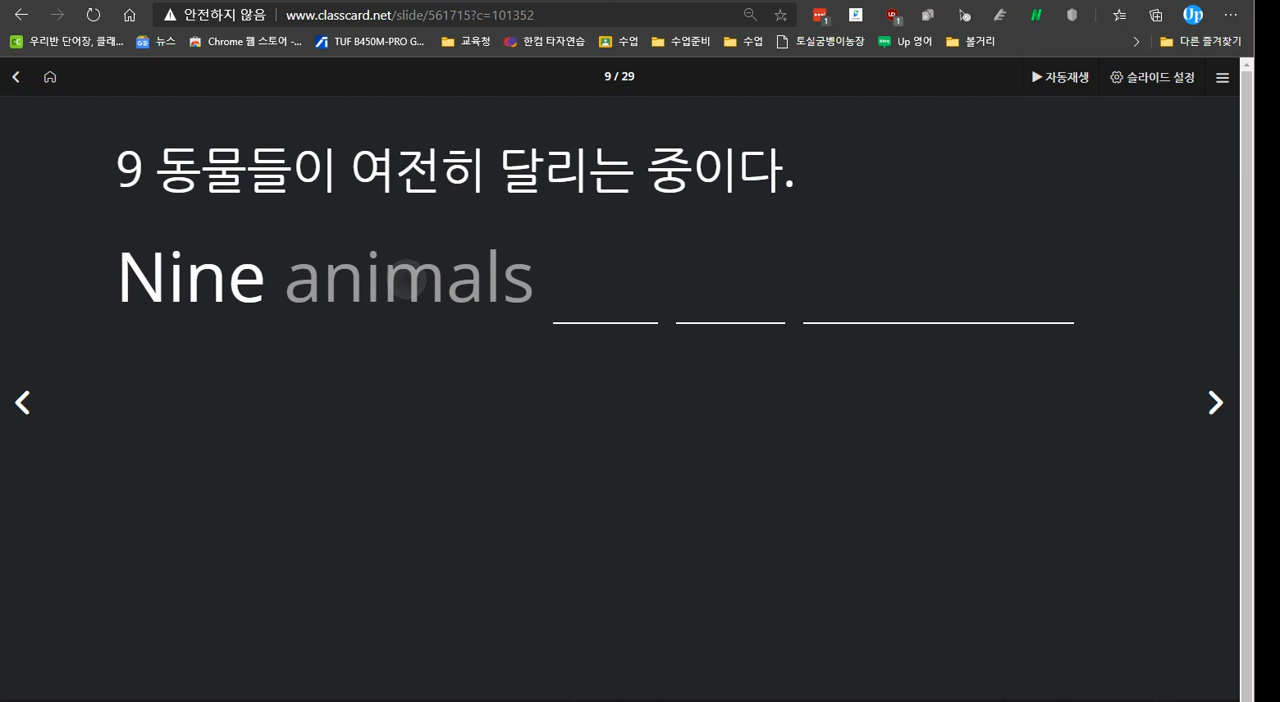 안전하지 않음 www.classcard.net/slide/561715?c=101352
1 1 Up
우리반 단어장, 클래... 뉴스 Chrome 웹 스토어 -... TUF B450M-PRO G... 교육청 한컴 타자연습 수업 수업준비 수업 토실굼벵이농장 Up 영어 볼거리 다른 즐겨찾기
9 / 29 자동재생 슬라이드 설정
9 동물들이 여전히 달리는 중이다.
Nine animals